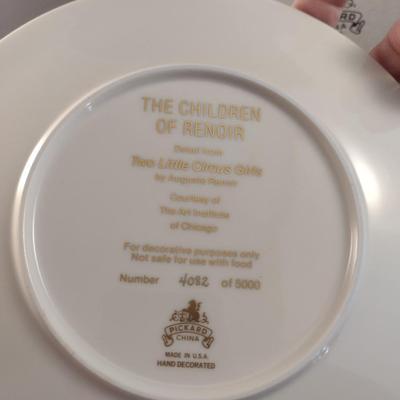 THE CHILDREN
OF RENOIR
Detail from
Two Little Circus Girls
by Auguste Renoir
Courtesy of
The Art Institute
of Chicago
For decorative purposes only
Not safe for use with food
Number 4082 of 5000
PICKARD
CHINA
MADE IN U.S.A.
HAND DECORATED
PICKARD